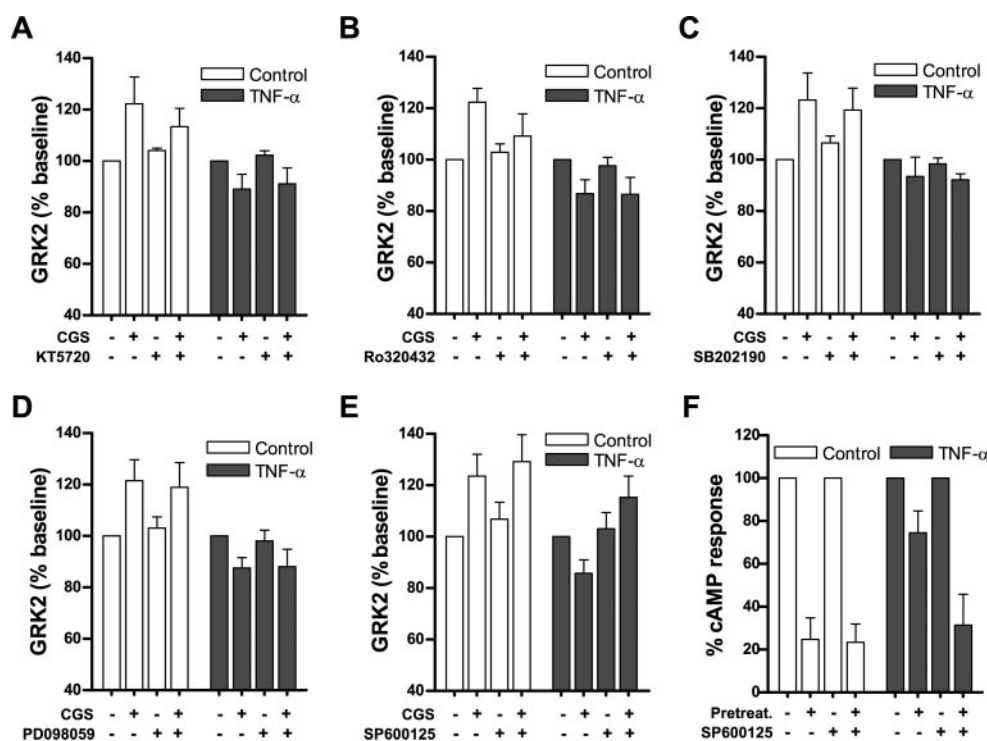 A
GRK2 (% baseline)
140
120
100
80
60
40
Control
TNF-α
CGS - + - + - + - +
KT5720 - - + + - - + +
B
GRK2 (% baseline)
140
120
100
80
60
40
Control
TNF-α
CGS - + - + - + - +
Ro320432 - - + + - - + +
C
GRK2 (% baseline)
140
120
100
80
60
40
Control
TNF-α
CGS - + - + - + - +
SB202190 - - + + - - + +
D
GRK2 (% baseline)
140
120
100
80
60
40
Control
TNF-α
CGS - + - + - + - +
PD098059 - - + + - - + +
E
GRK2 (% baseline)
140
120
100
80
60
40
Control
TNF-α
CGS - + - + - + - +
SP600125 - - + + - - + +
F
% cAMP response
120
100
80
60
40
20
0
Control
TNF-α
Pretreat. - + - + - + - +
SP600125 - - + + - - + +